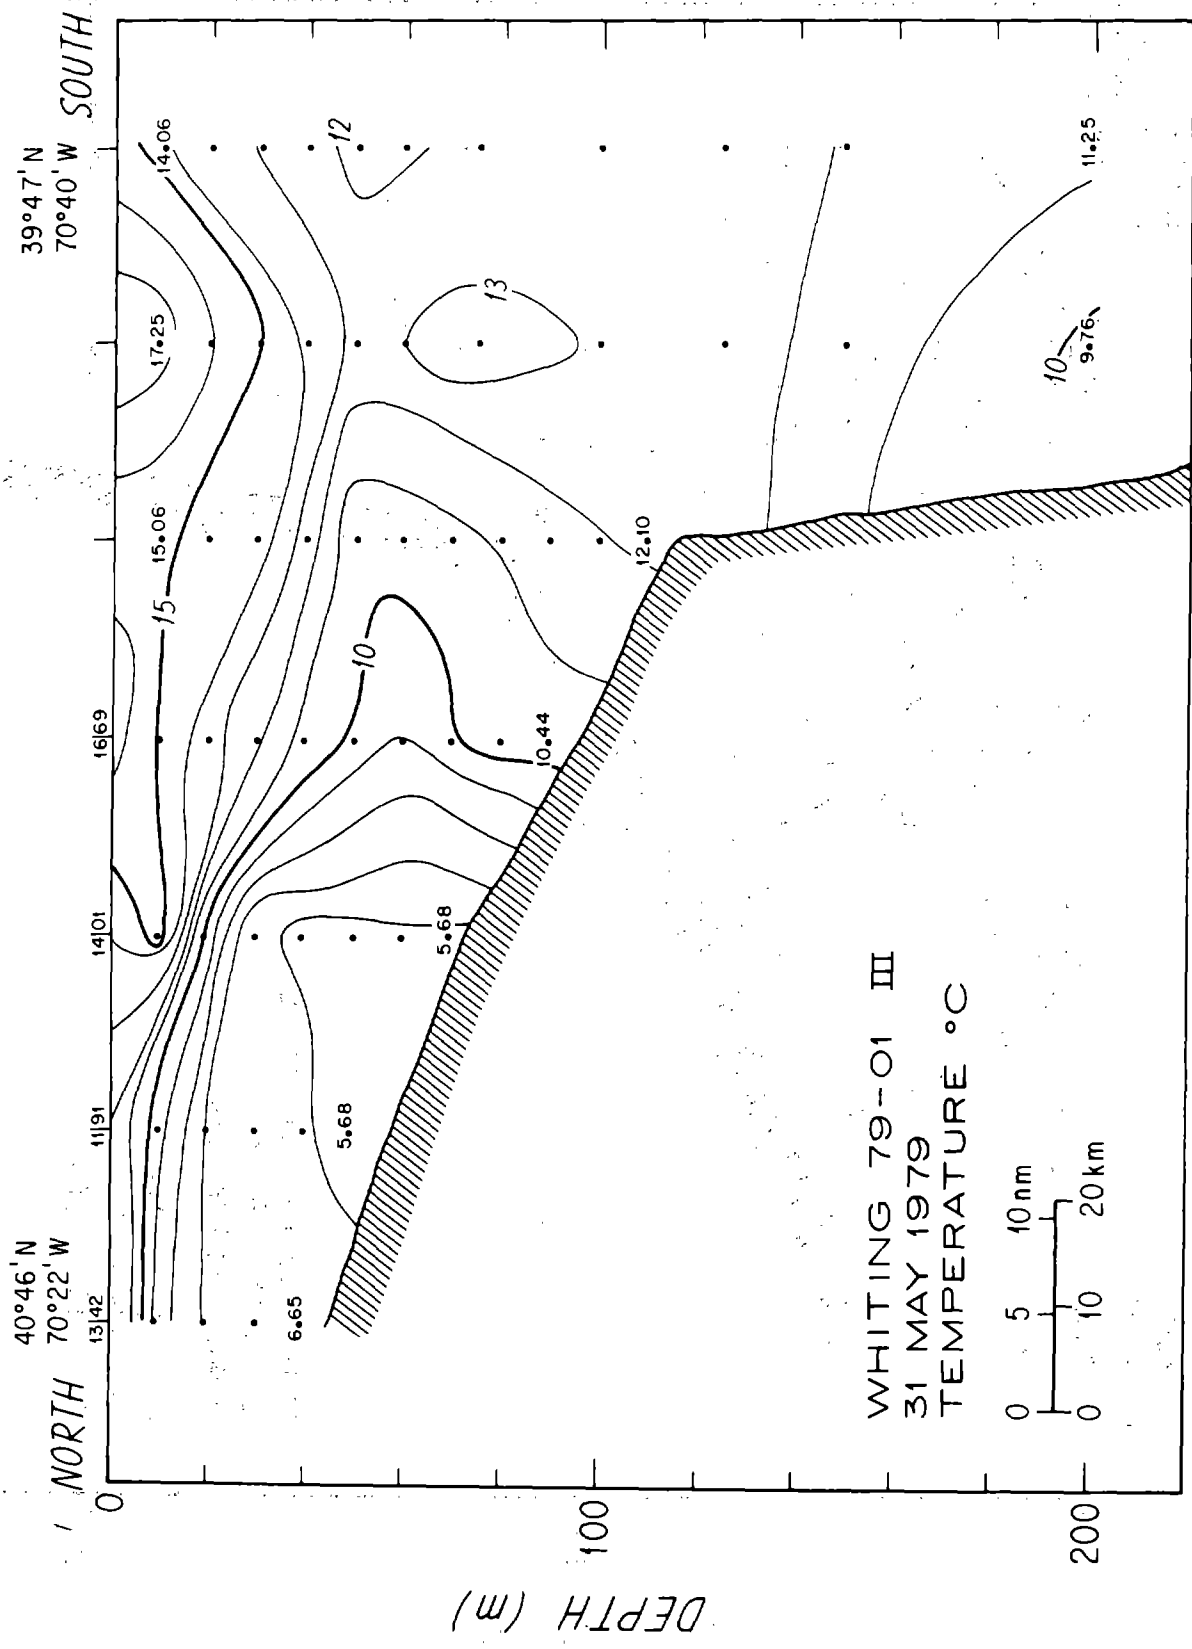 40°46'N
70°22'W
39°47'N
70°40'W
NORTH
SOUTH
13|42
11|91
14|01
16|69
0
100
200
DEPTH (m)
6.65
5.68
5.68
10.44
15.06
12.10
17.25
9.76
14.06
11.25
15
10
13
12
10
WHITING 79-01 III
31 MAY 1979
TEMPERATURE °C
0 5 10nm
0 10 20km